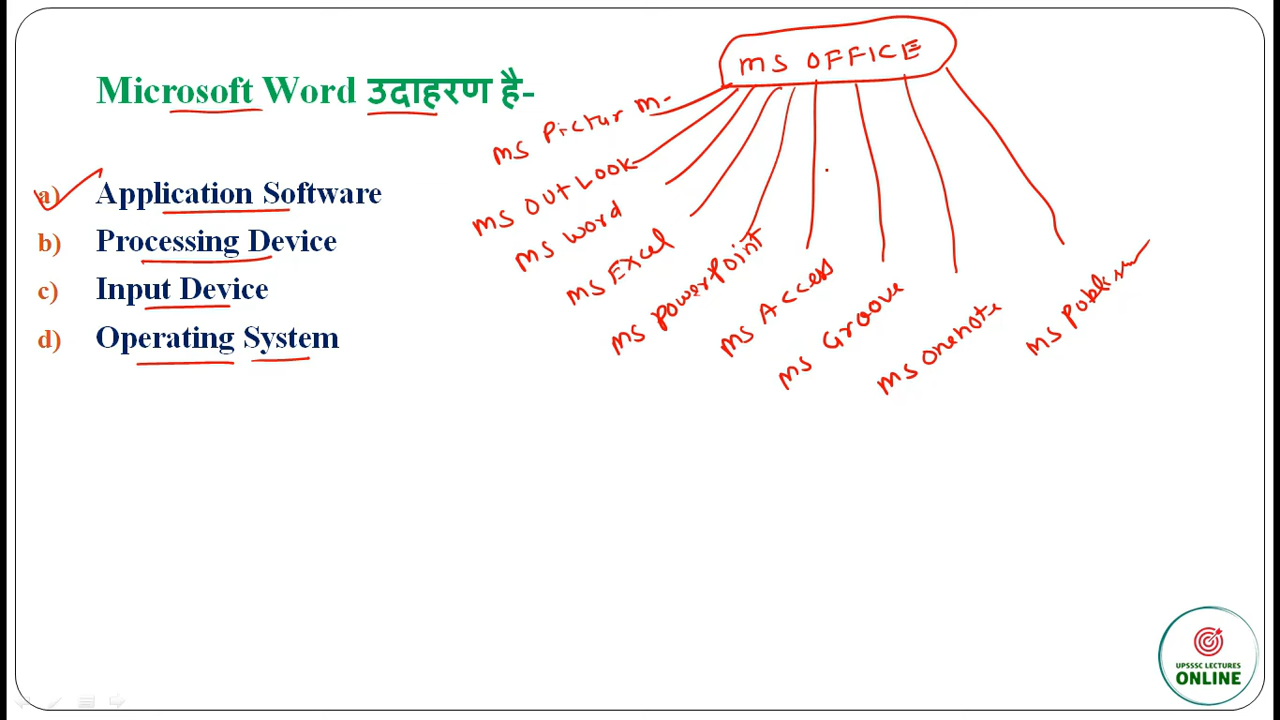 Microsoft Word उदाहरण है-
a) Application Software
b) Processing Device
c) Input Device
d) Operating System
MS OFFICE
MS Pictur M.
MS OUTLOOK
MS Word
MS Excel
MS PowerPoint
MS Access
MS Groove
MS Onenote
MS
UPSSSC LECTURES
ONLINE